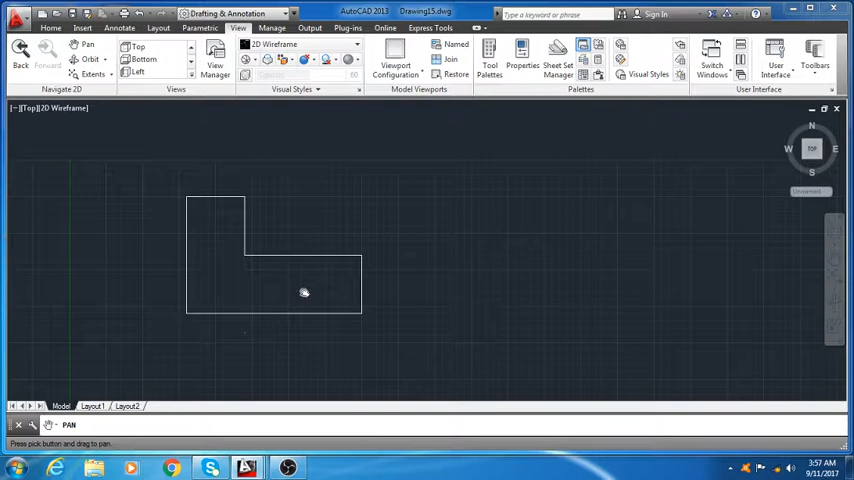 Drafting & Annotation
AutoCAD 2013 Drawing15.dwg
Type a keyword or phrase
Sign In
Home Insert Annotate Layout Parametric View Manage Output Plug-ins Online Express Tools
Back
Forward
Pan
Orbit
Extents
Navigate 2D
Top
Bottom
Left
View
Manager
Views
2D Wireframe
Opacity 60
Visual Styles
Viewport
Configuration
Named
Join
Restore
Model Viewports
Tool
Palettes
Properties
Sheet Set
Manager
Visual Styles
Palettes
Switch
Windows
User
Interface
Toolbars
User Interface
[−][Top][2D Wireframe]
N
W TOP E
S
Unnamed
Model Layout1 Layout2
PAN
Press pick button and drag to pan.
3:57 AM
9/11/2017